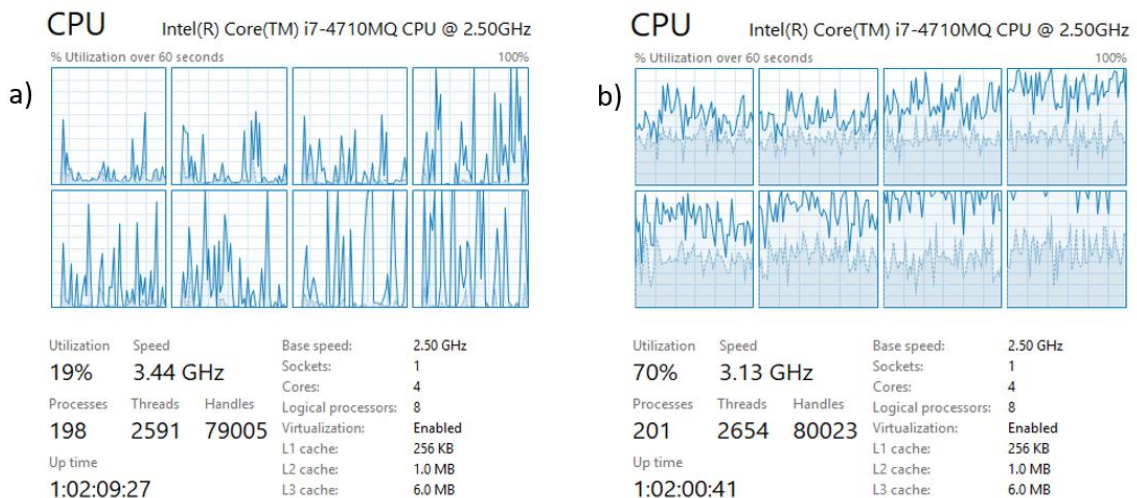 a)
CPU Intel(R) Core(TM) i7-4710MQ CPU @ 2.50GHz
% Utilization over 60 seconds 100%
Utilization Speed
19% 3.44 GHz
Processes Threads Handles
198 2591 79005
Up time
1:02:09:27
Base speed: 2.50 GHz
Sockets: 1
Cores: 4
Logical processors: 8
Virtualization: Enabled
L1 cache: 256 KB
L2 cache: 1.0 MB
L3 cache: 6.0 MB
b)
CPU Intel(R) Core(TM) i7-4710MQ CPU @ 2.50GHz
% Utilization over 60 seconds 100%
Utilization Speed
70% 3.13 GHz
Processes Threads Handles
201 2654 80023
Up time
1:02:00:41
Base speed: 2.50 GHz
Sockets: 1
Cores: 4
Logical processors: 8
Virtualization: Enabled
L1 cache: 256 KB
L2 cache: 1.0 MB
L3 cache: 6.0 MB